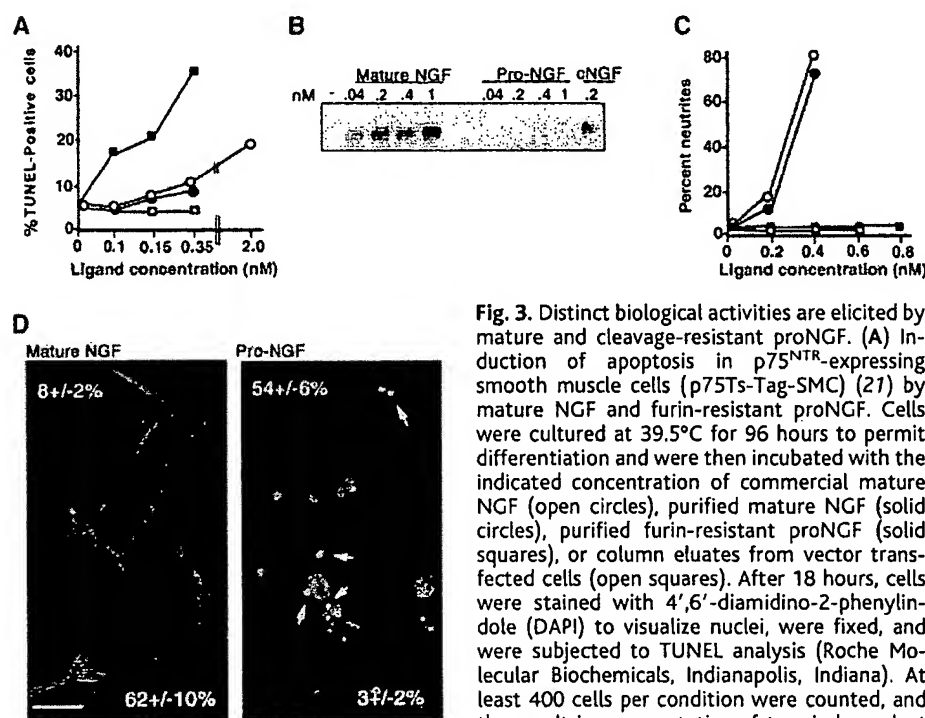 A
%TUNEL-Positive cells
40
30
20
10
0
0 0.1 0.15 0.35 2.0
Ligand concentration (nM)
B
Mature NGF Pro-NGF cNGF
nM - .04 .2 .4 1 .04 .2 .4 1 .2
C
Percent neutrites
80
60
40
20
0
0 0.2 0.4 0.6 0.8
Ligand concentration (nM)
D
Mature NGF Pro-NGF
8+/-2% 54+/-6%
62+/-10% 3+/-2%
Fig. 3. Distinct biological activities are elicited by
mature and cleavage-resistant proNGF. (A) In-
duction of apoptosis in p75NTR-expressing
smooth muscle cells (p75Ts-Tag-SMC) (21) by
mature NGF and furin-resistant proNGF. Cells
were cultured at 39.5°C for 96 hours to permit
differentiation and were then incubated with the
indicated concentration of commercial mature
NGF (open circles), purified mature NGF (solid
circles), purified furin-resistant proNGF (solid
squares), or column eluates from vector trans-
fected cells (open squares). After 18 hours, cells
were stained with 4′,6′-diamidino-2-phenylin-
dole (DAPI) to visualize nuclei, were fixed, and
were subjected to TUNEL analysis (Roche Mo-
lecular Biochemicals, Indianapolis, Indiana). At
least 400 cells per condition were counted, and